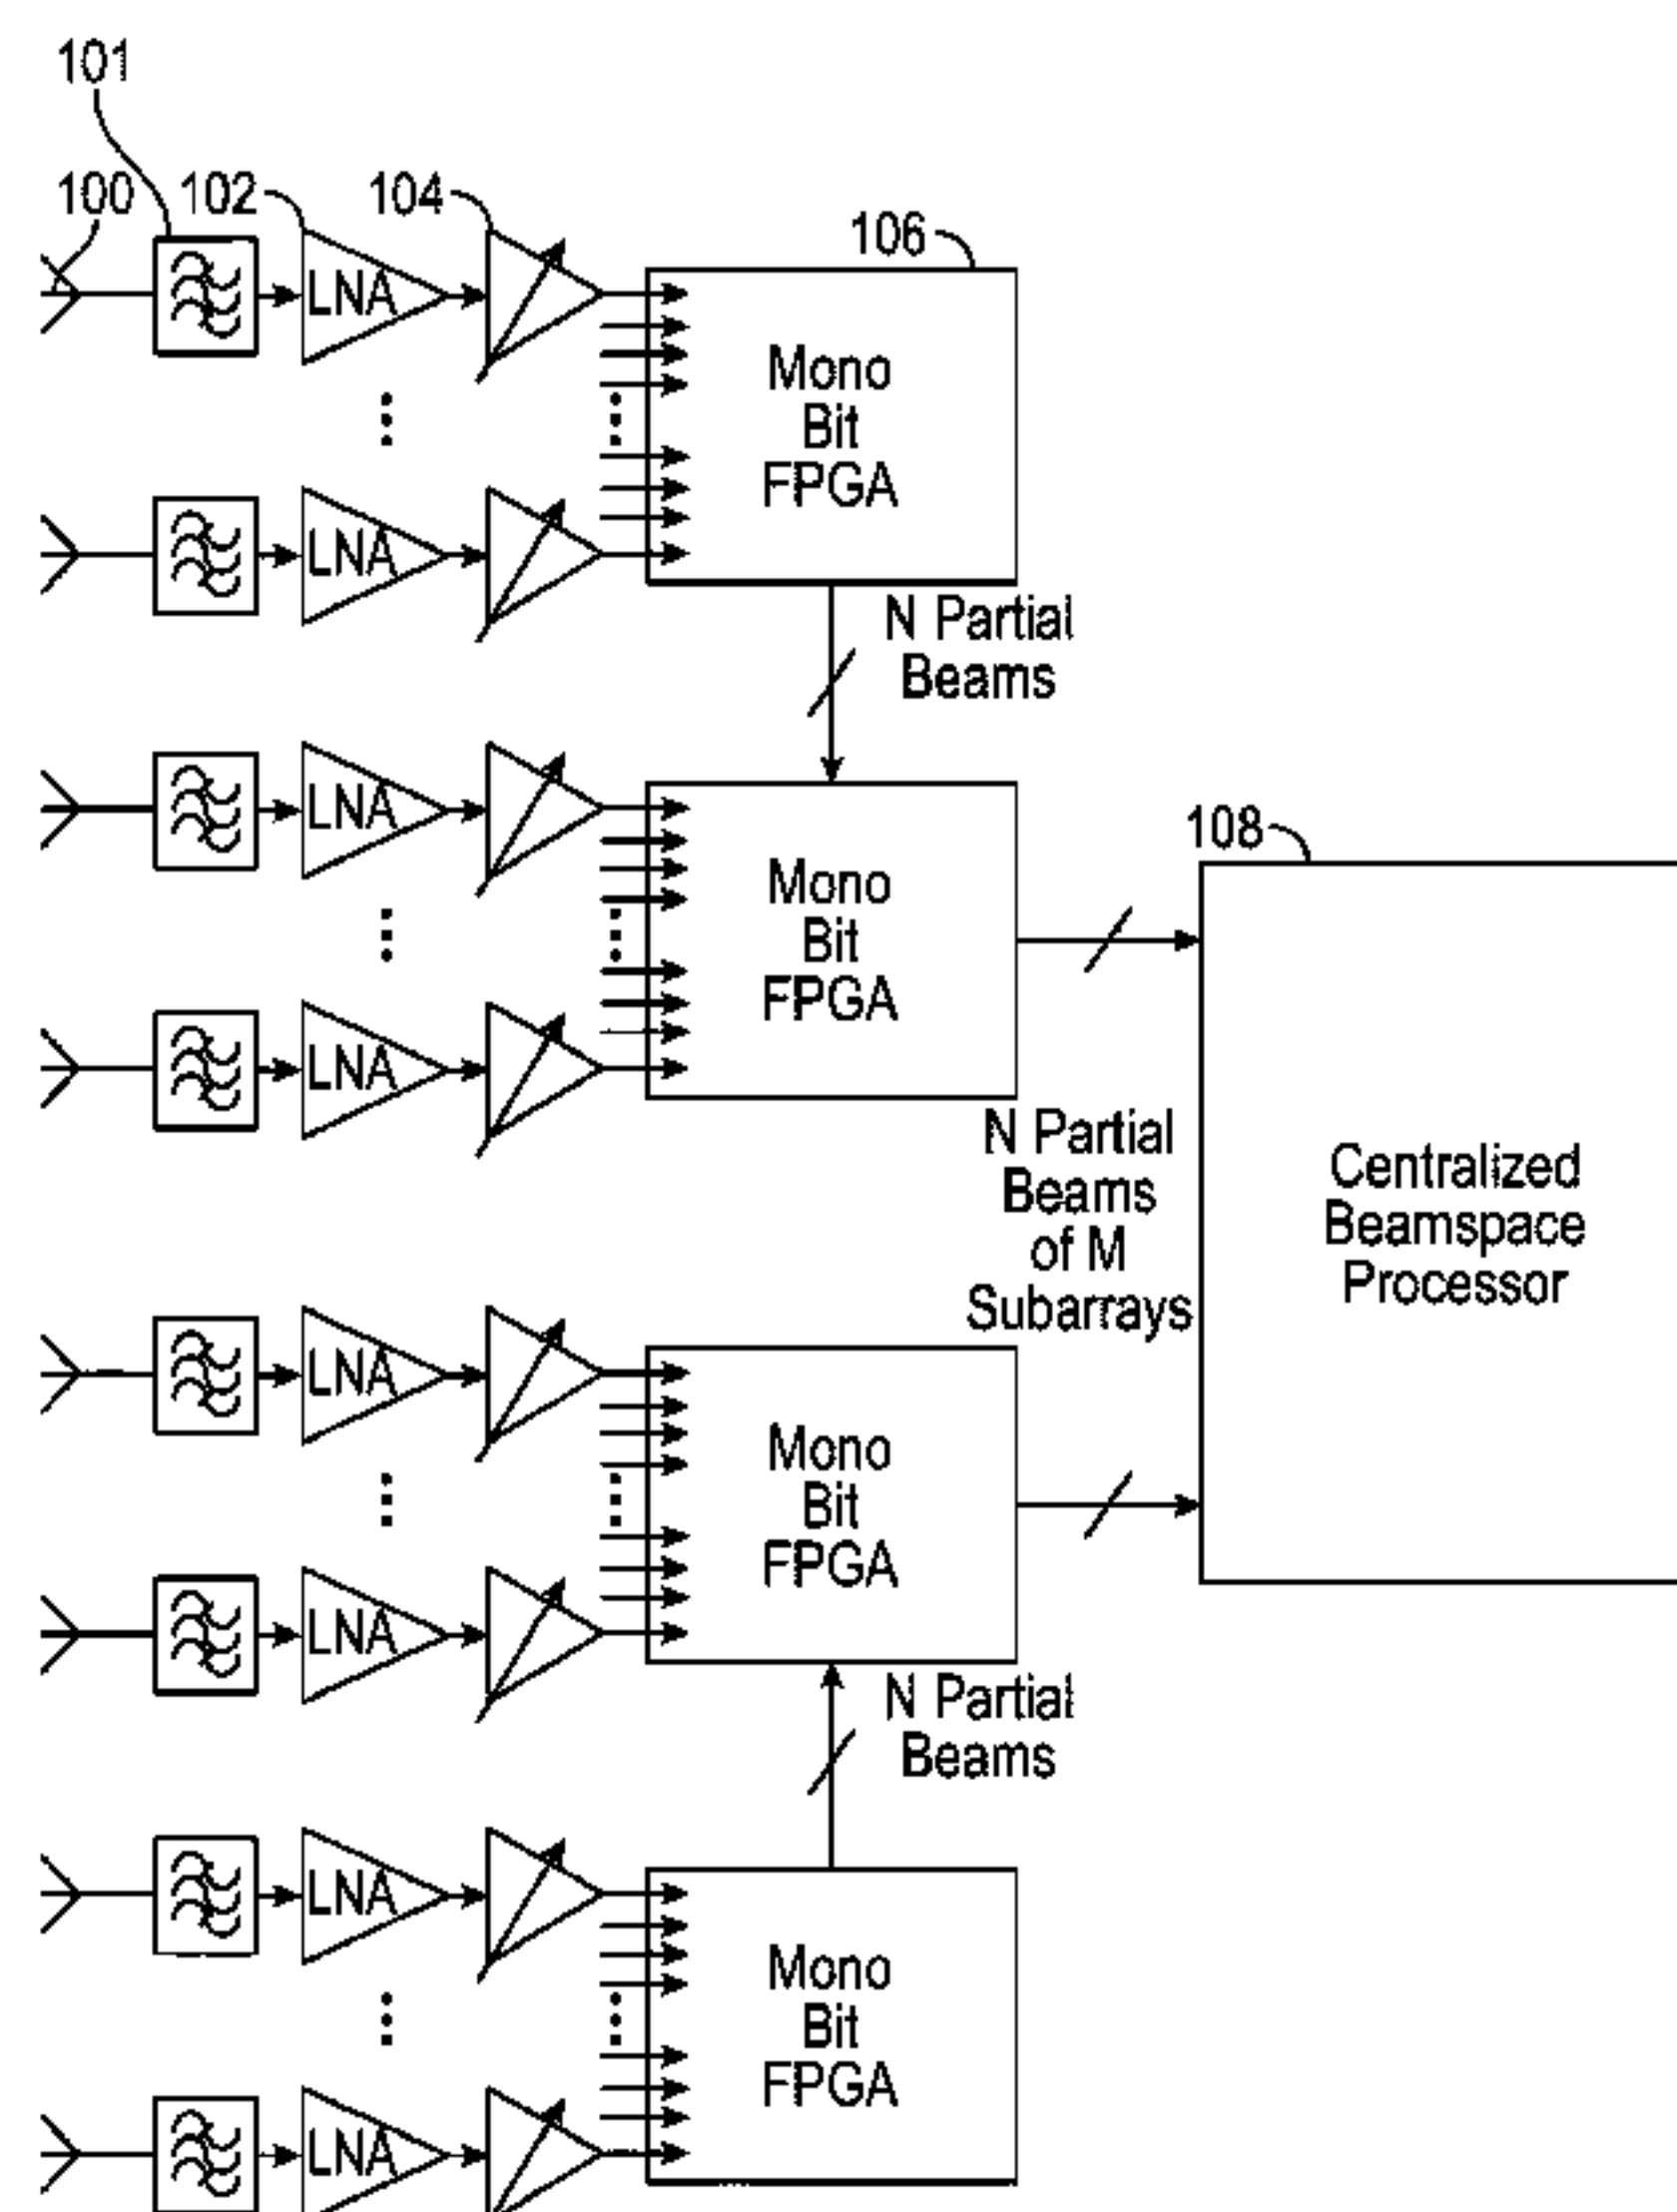 101
100 102 104
106
LNA
Mono
Bit
FPGA
LNA
N Partial
Beams
LNA
Mono
Bit
FPGA
108
LNA
N Partial
Beams
of M
Subarrays
Centralized
Beamspace
Processor
LNA
Mono
Bit
FPGA
LNA
N Partial
Beams
LNA
Mono
Bit
FPGA
LNA